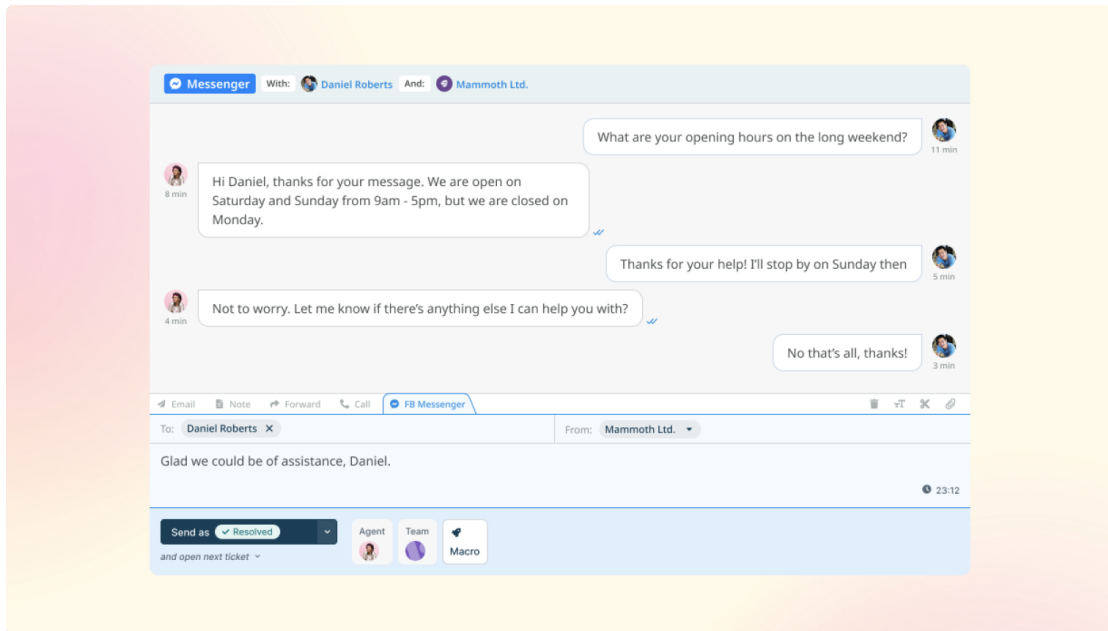 Messenger With: Daniel Roberts And: Mammoth Ltd.
What are your opening hours on the long weekend?
11 min
Hi Daniel, thanks for your message. We are open on
Saturday and Sunday from 9am - 5pm, but we are closed on
Monday.
8 min
Thanks for your help! I’ll stop by on Sunday then
5 min
Not to worry. Let me know if there’s anything else I can help you with?
4 min
No that’s all, thanks!
3 min
Email Note Forward Call FB Messenger
To: Daniel Roberts From: Mammoth Ltd.
Glad we could be of assistance, Daniel.
23:12
Send as Resolved Agent Team
and open next ticket Macro